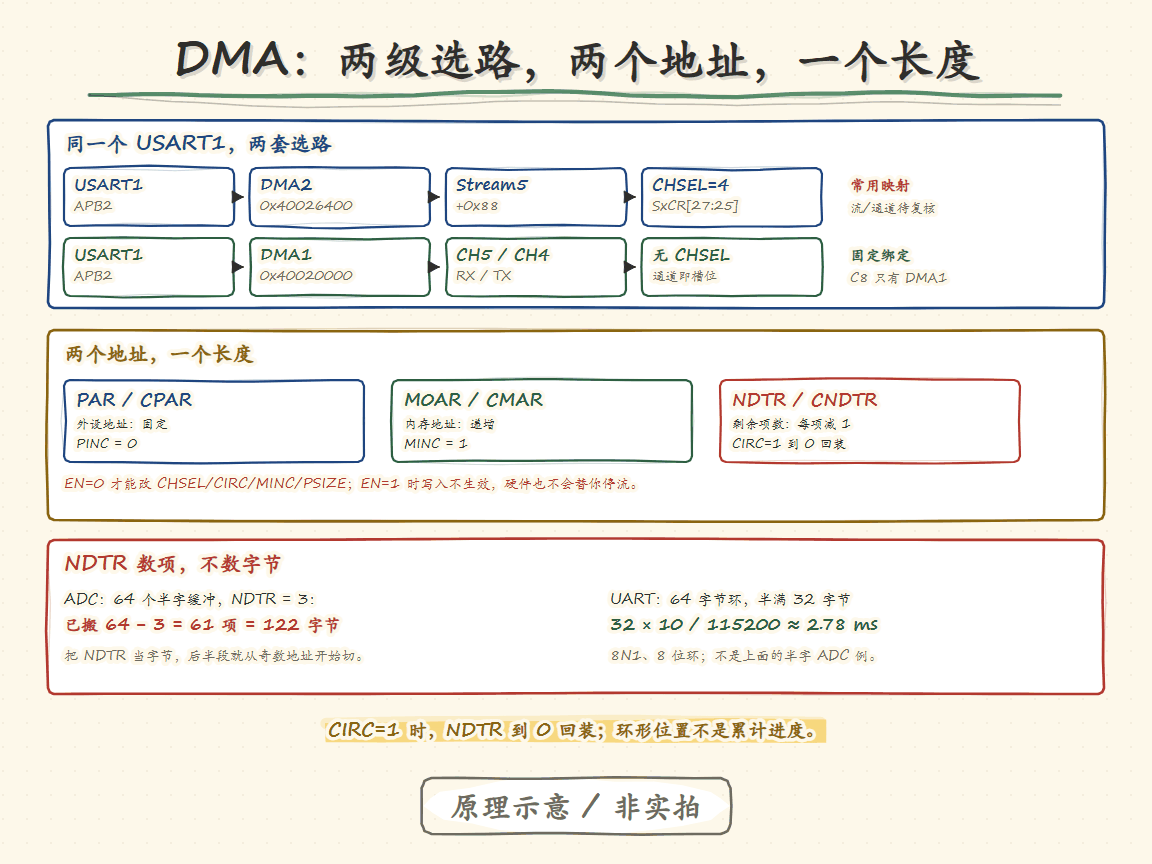 DMA：两级选路，两个地址，一个长度
同一个 USART1，两套选路
USART1
APB2
DMA2
0x40026400
Stream5
+0x88
CHSEL=4
SxCR[27:25]
常用映射
流/通道待复核
USART1
APB2
DMA1
0x40020000
CH5 / CH4
RX / TX
无 CHSEL
通道即槽位
固定绑定
C8 只有 DMA1
两个地址，一个长度
PAR / CPAR
外设地址：固定
PINC = 0
M0AR / CMAR
内存地址：递增
MINC = 1
NDTR / CNDTR
剩余项数：每项减 1
CIRC=1 到 0 回装
EN=0 才能改 CHSEL/CIRC/MINC/PSIZE；EN=1 时写入不生效，硬件也不会替你停流。
NDTR 数项，不数字节
ADC：64 个半字缓冲，NDTR = 3：
已搬 64 − 3 = 61 项 = 122 字节
把 NDTR 当字节，后半段就从奇数地址开始切。
UART：64 字节环，半满 32 字节
32 × 10 / 115200 ≈ 2.78 ms
8N1、8 位环；不是上面的半字 ADC 例。
CIRC=1 时，NDTR 到 0 回装；环形位置不是累计进度。
原理示意 / 非实拍